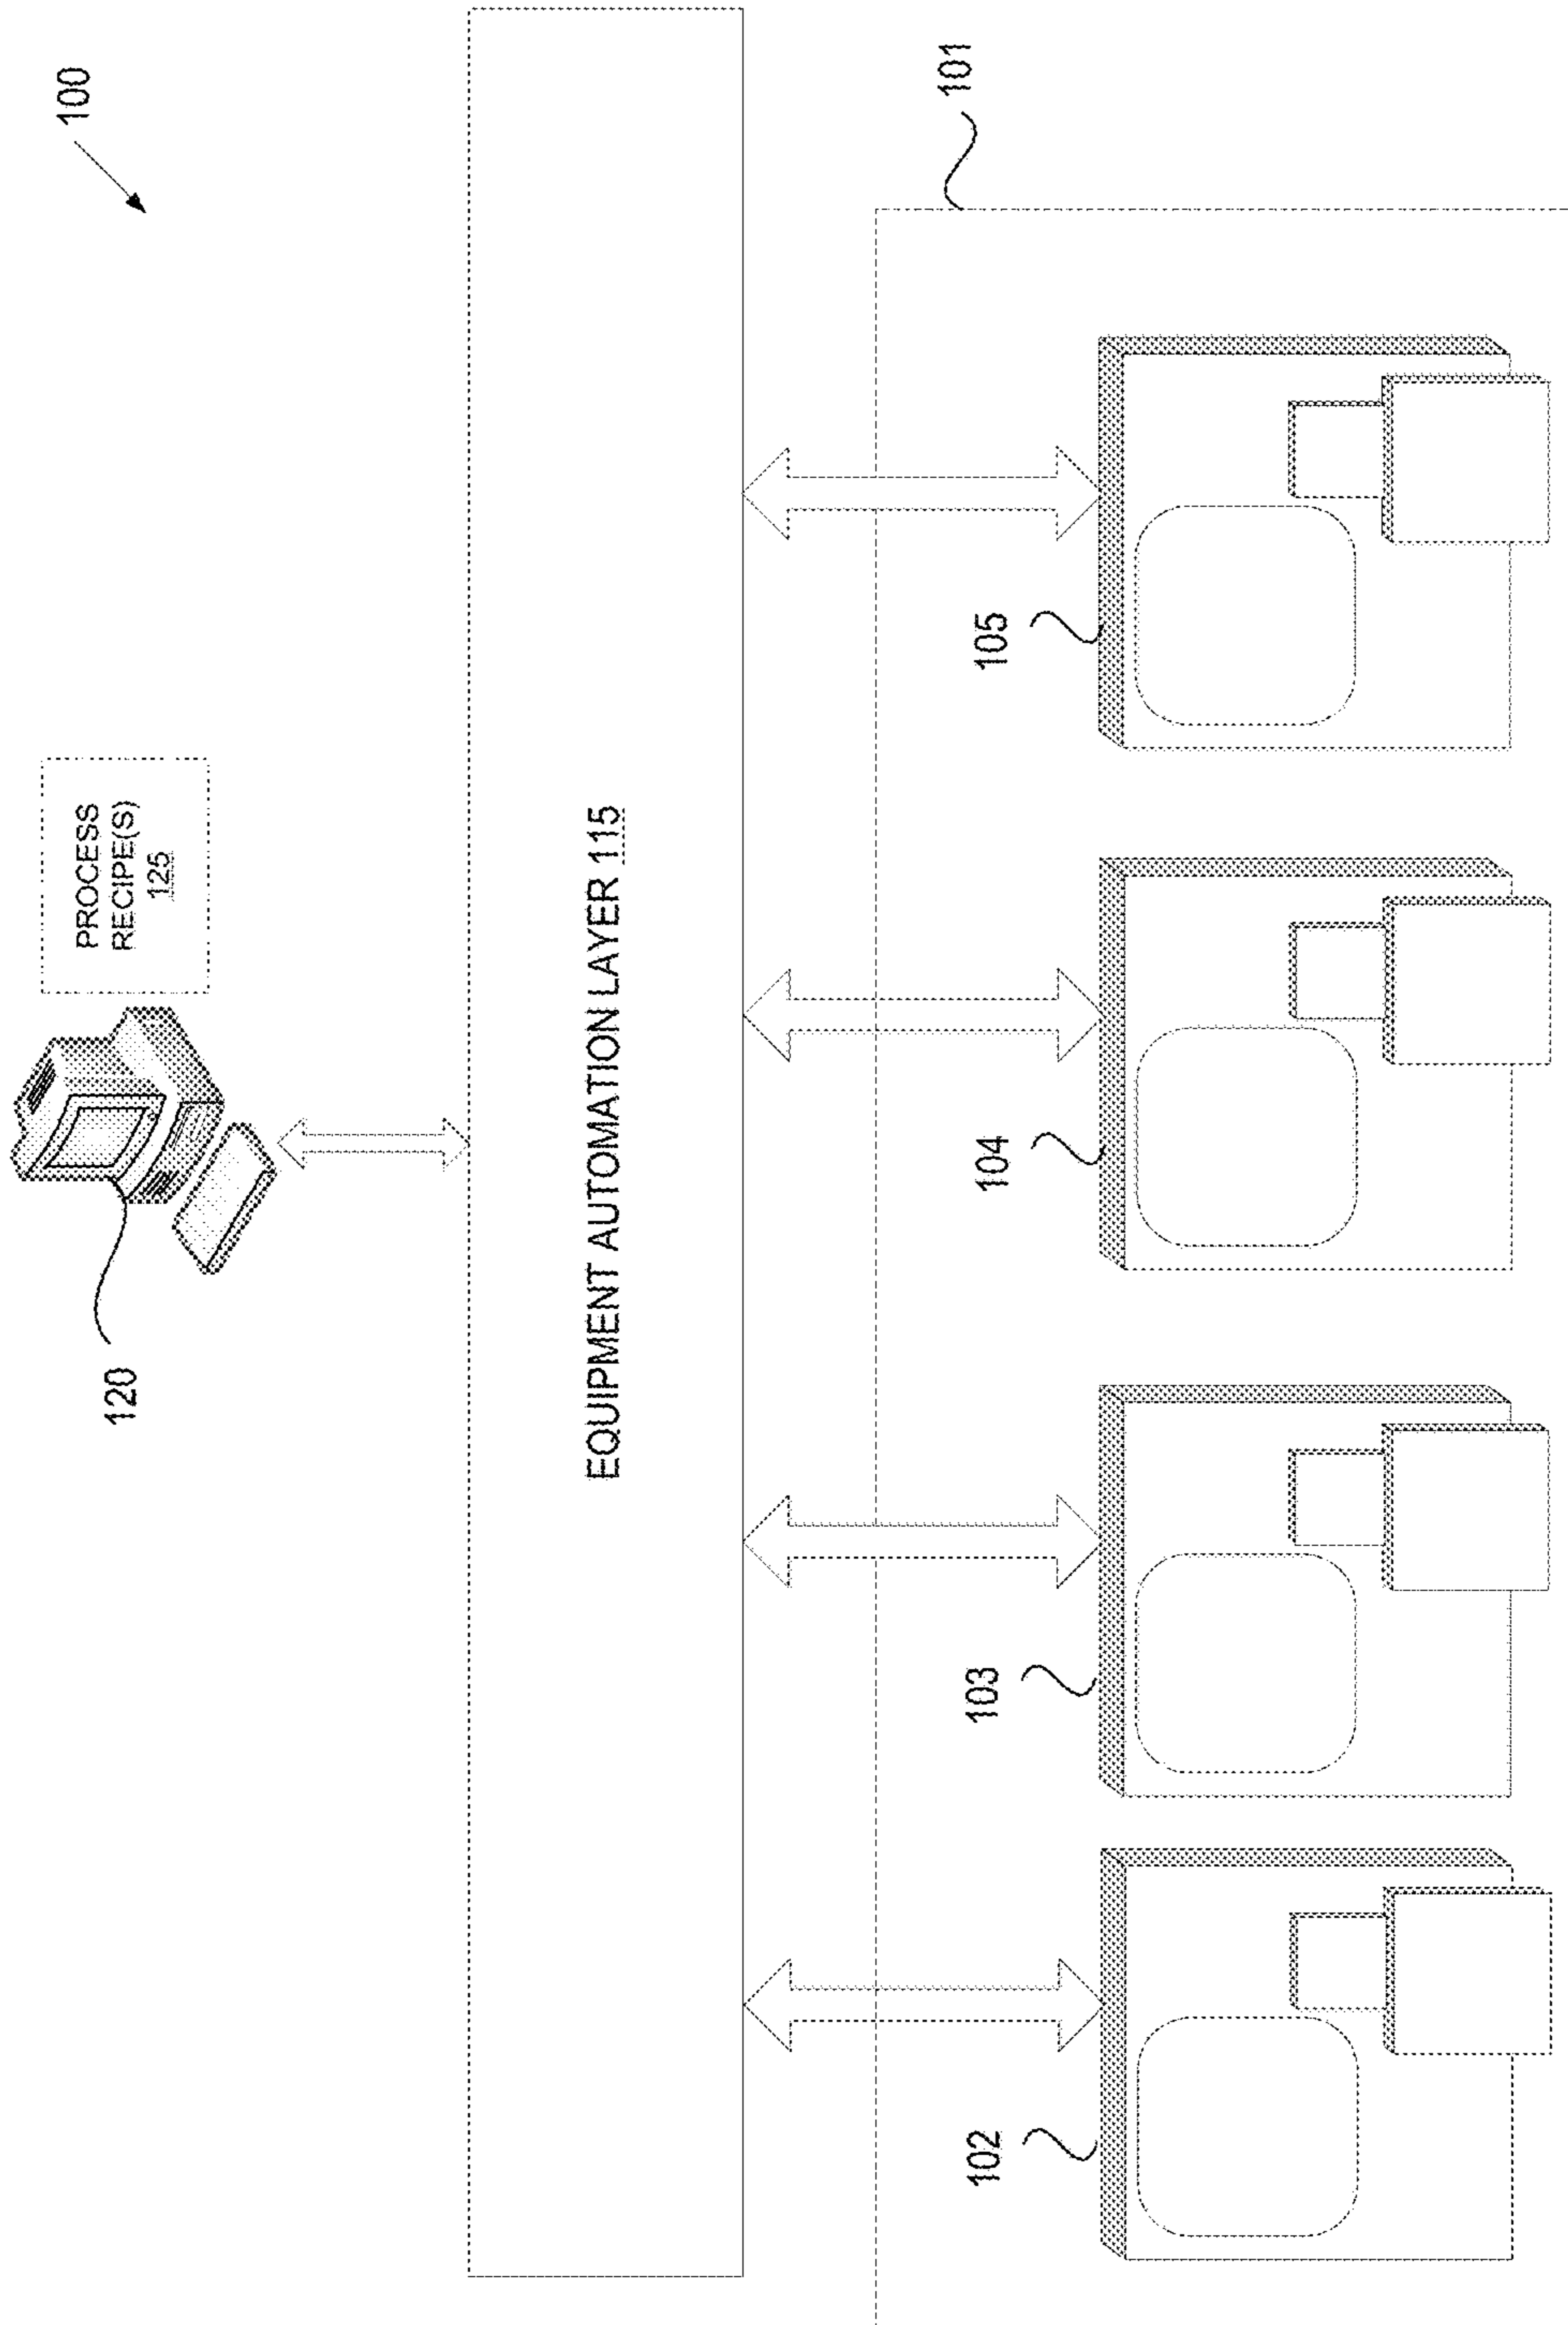 100
PROCESS
RECIPE(S)
125
120
EQUIPMENT AUTOMATION LAYER 115
101
102
103
104
105